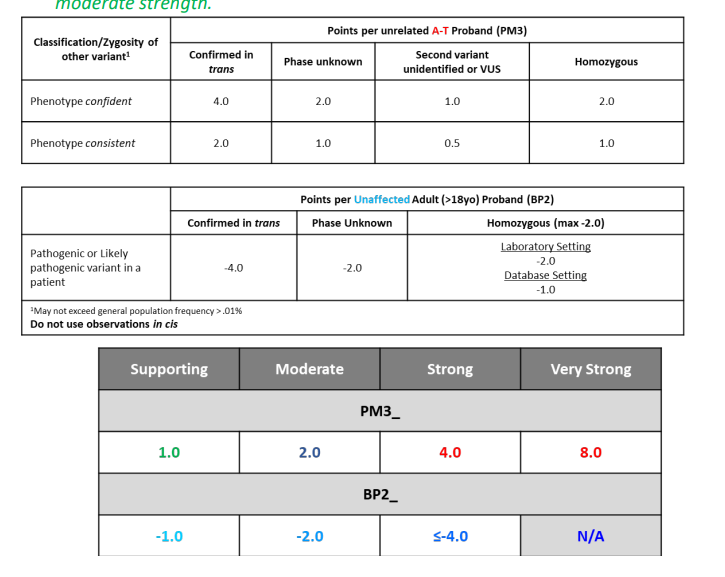 moderate strength.
Classification/Zygosity of other variant1
Points per unrelated A-T Proband (PM3)
Confirmed in trans
Phase unknown
Second variant unidentified or VUS
Homozygous
Phenotype confident
4.0
2.0
1.0
2.0
Phenotype consistent
2.0
1.0
0.5
1.0
Points per Unaffected Adult (>18yo) Proband (BP2)
Confirmed in trans
Phase Unknown
Homozygous (max -2.0)
Pathogenic or Likely pathogenic variant in a patient
-4.0
-2.0
Laboratory Setting
-2.0
Database Setting
-1.0
1May not exceed general population frequency >.01%
Do not use observations in cis
Supporting
Moderate
Strong
Very Strong
PM3_
1.0
2.0
4.0
8.0
BP2_
-1.0
-2.0
≤-4.0
N/A